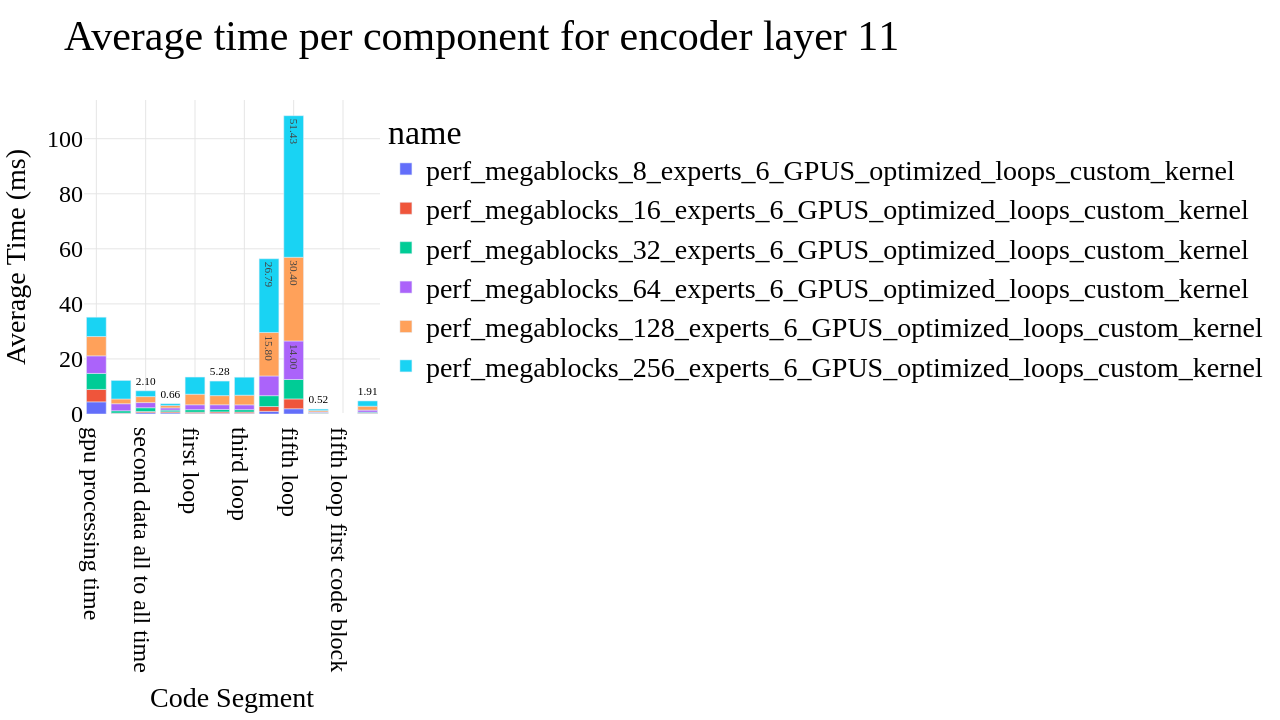 Average time per component for encoder layer 11
Average Time (ms)
100
80
60
40
20
0
51.43
30.40
14.00
26.79
15.80
2.10
0.66
5.28
0.52
1.91
gpu processing time
second data all to all time
first loop
third loop
fifth loop
fifth loop first code block
Code Segment
name
perf_megablocks_8_experts_6_GPUS_optimized_loops_custom_kernel
perf_megablocks_16_experts_6_GPUS_optimized_loops_custom_kernel
perf_megablocks_32_experts_6_GPUS_optimized_loops_custom_kernel
perf_megablocks_64_experts_6_GPUS_optimized_loops_custom_kernel
perf_megablocks_128_experts_6_GPUS_optimized_loops_custom_kernel
perf_megablocks_256_experts_6_GPUS_optimized_loops_custom_kernel